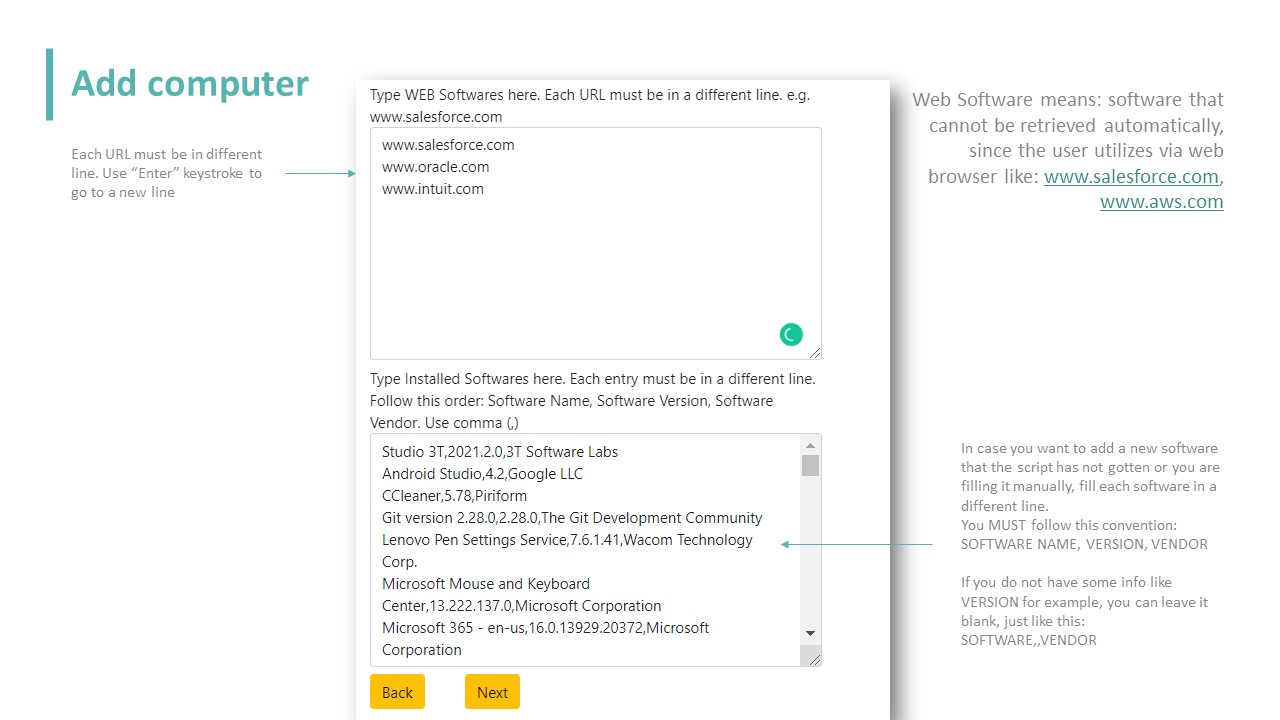 Add computer
Each URL must be in different
line. Use “Enter” keystroke to
go to a new line
Type WEB Softwares here. Each URL must be in a different line. e.g.
www.salesforce.com
www.salesforce.com
www.oracle.com
www.intuit.com
Web Software means: software that
cannot be retrieved automatically,
since the user utilizes via web
browser like: www.salesforce.com,
www.aws.com
Type Installed Softwares here. Each entry must be in a different line.
Follow this order: Software Name, Software Version, Software
Vendor. Use comma (,)
Studio 3T,2021.2.0,3T Software Labs
Android Studio,4.2,Google LLC
CCleaner,5.78,Piriform
Git version 2.28.0,2.28.0,The Git Development Community
Lenovo Pen Settings Service,7.6.1.41,Wacom Technology
Corp.
Microsoft Mouse and Keyboard
Center,13.222.137.0,Microsoft Corporation
Microsoft 365 - en-us,16.0.13929.20372,Microsoft
Corporation
In case you want to add a new software
that the script has not gotten or you are
filling it manually, fill each software in a
different line.
You MUST follow this convention:
SOFTWARE NAME, VERSION, VENDOR
If you do not have some info like
VERSION for example, you can leave it
blank, just like this:
SOFTWARE,,VENDOR
Back
Next